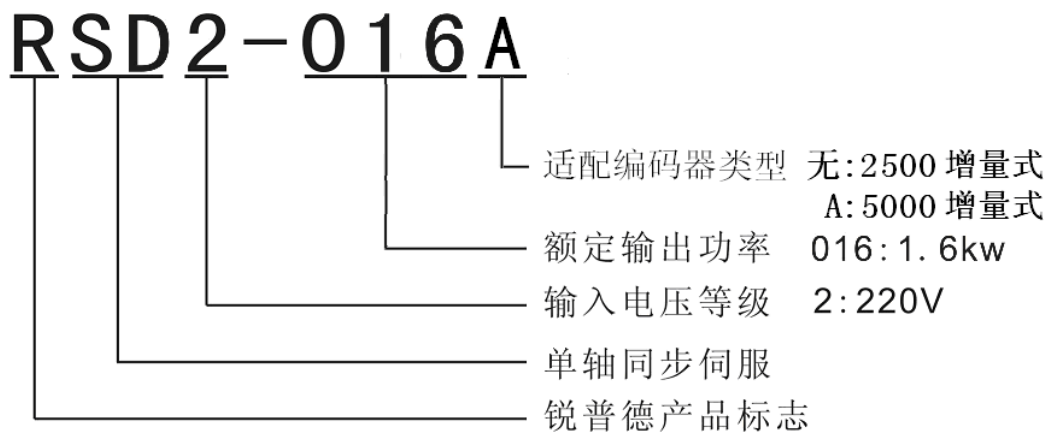 RSD2-016A
适配编码器类型 无:2500增量式
A:5000增量式
额定输出功率 016:1.6kw
输入电压等级 2:220V
单轴同步伺服
锐普德产品标志